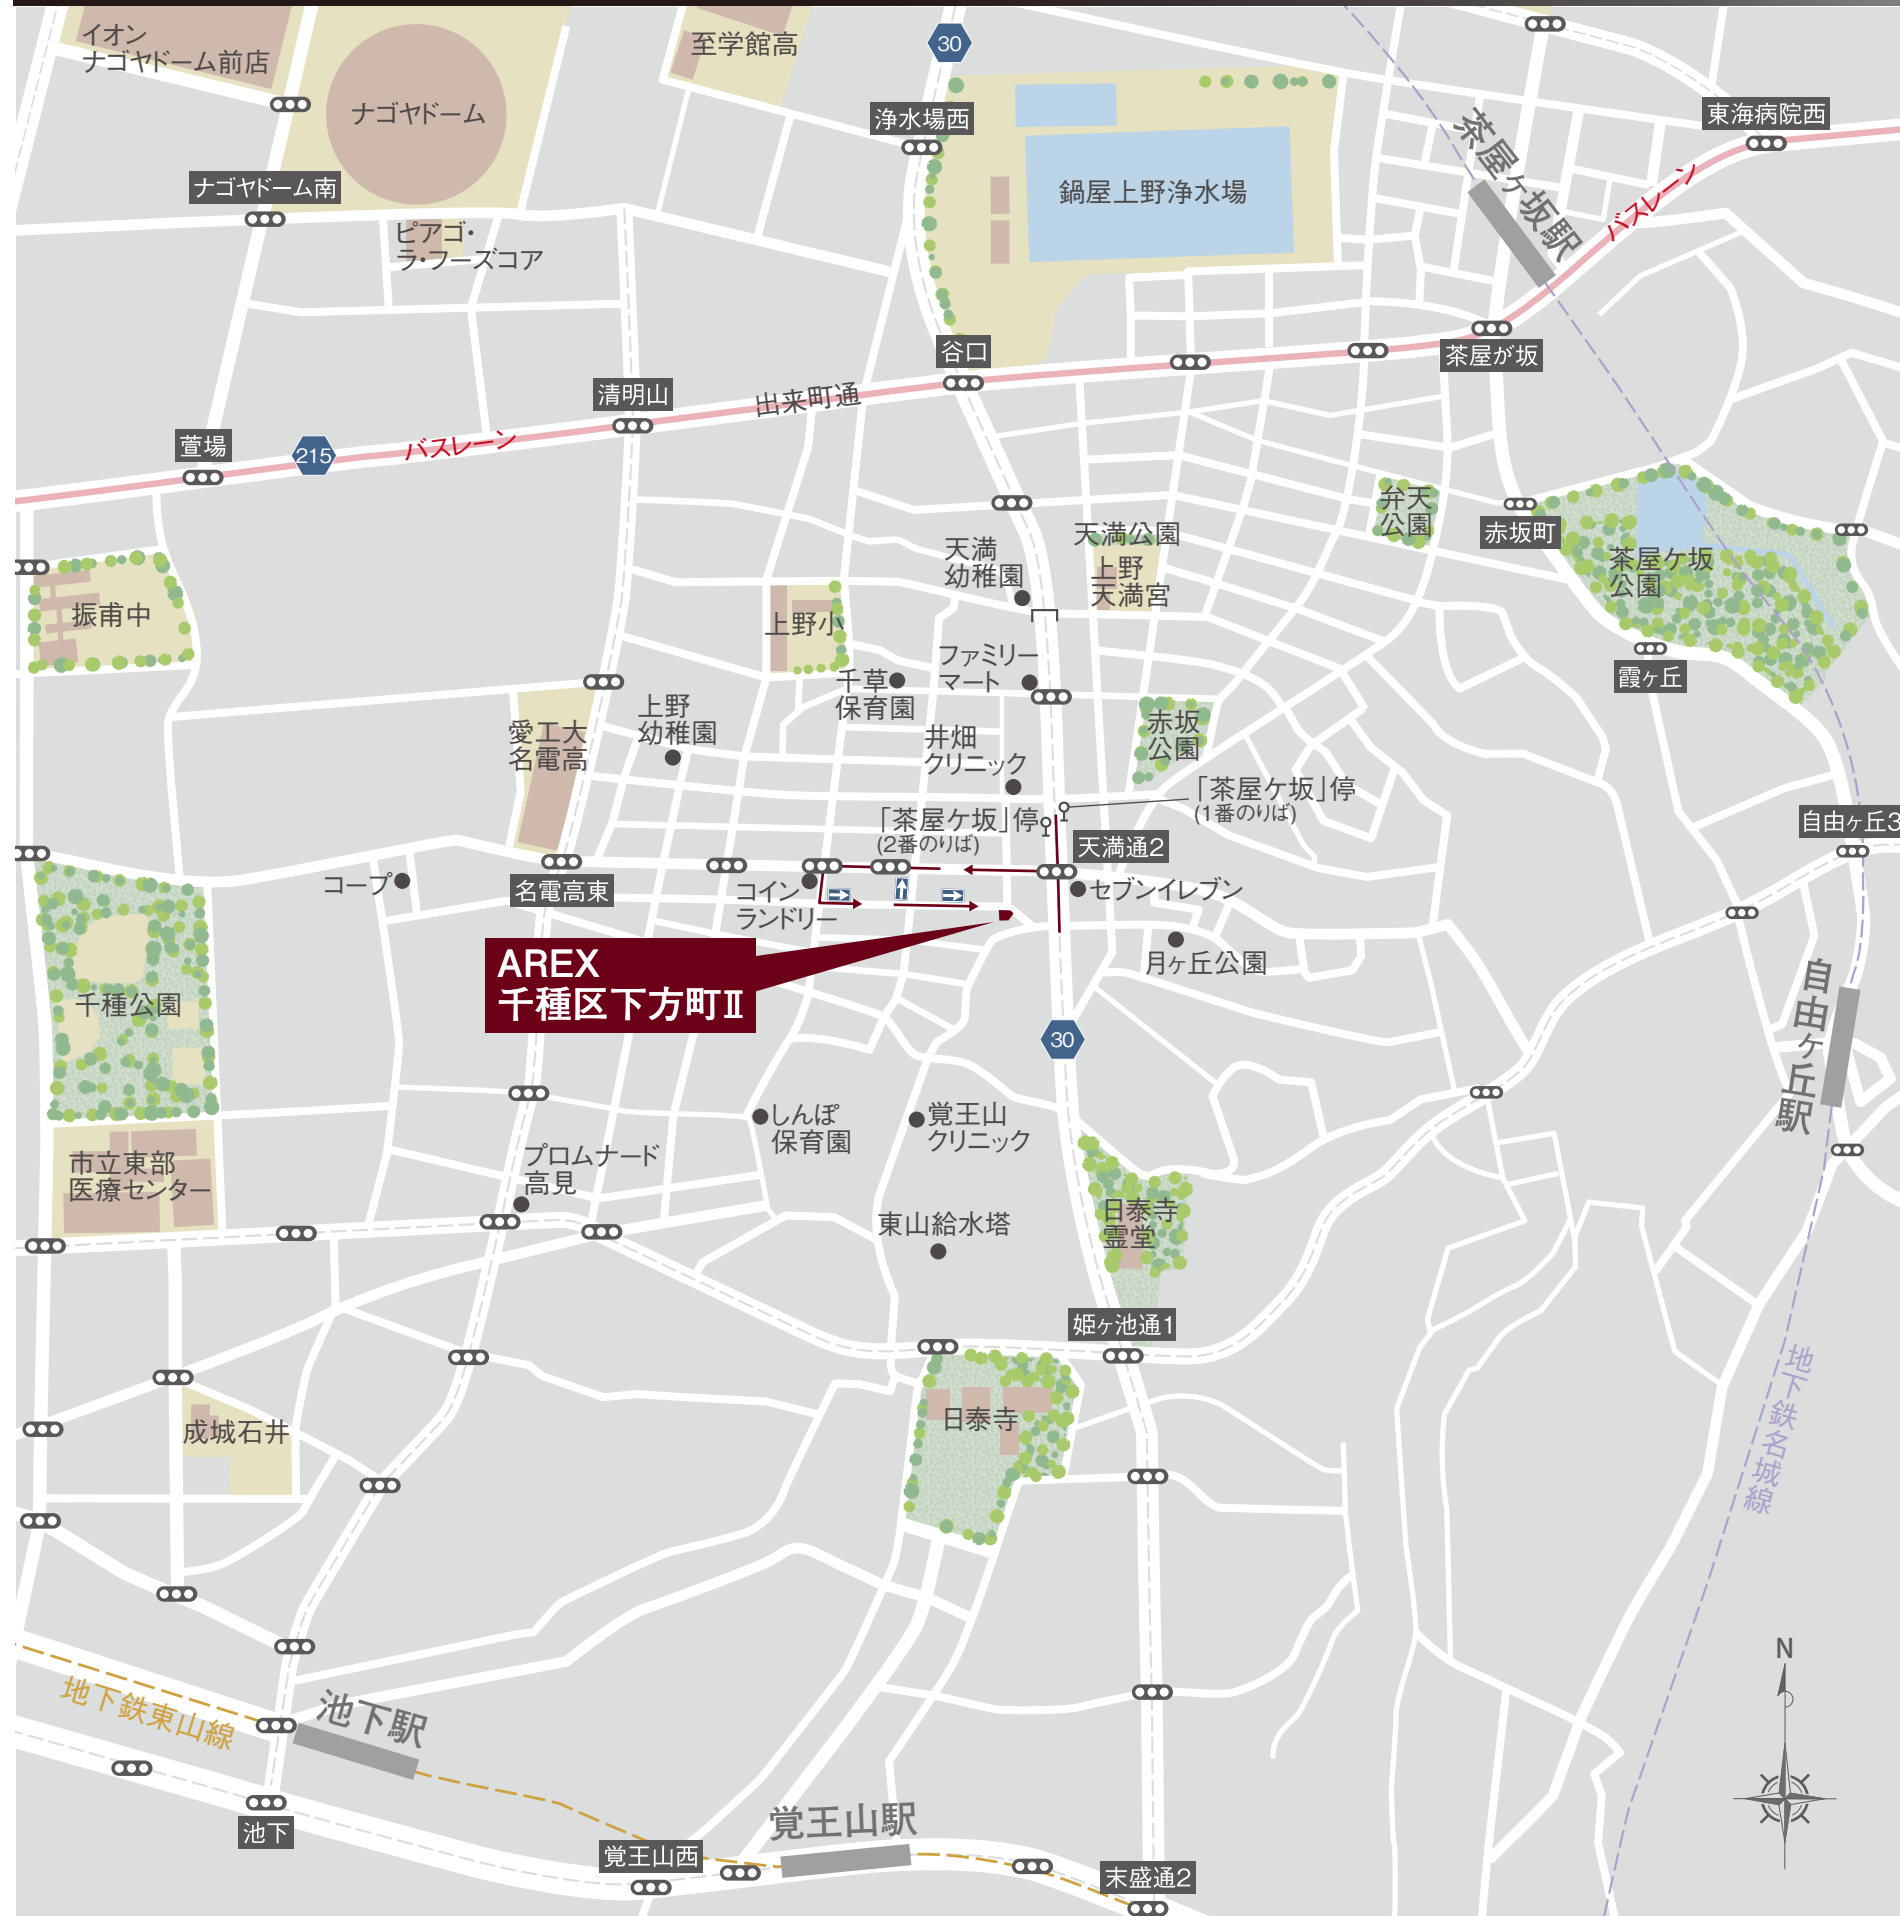 イオン
ナゴヤドーム前店
ナゴヤドーム
至学館高
30
浄水場西
東海病院西
茶屋ヶ坂駅
バスレーン
ナゴヤドーム南
鍋屋上野浄水場
ピアゴ・
ラ・フーズコア
谷口
茶屋が坂
清明山
出来町通
バスレーン
萱場
215
弁天
公園
赤坂町
天満公園
天満
幼稚園
上野
天満宮
茶屋ケ坂
公園
振甫中
上野小
ファミリー
マート
千草
保育園
霞ヶ丘
上野
幼稚園
赤坂
公園
愛工大
名電高
井畑
クリニック
「茶屋ケ坂」停
(1番のりば)
「茶屋ケ坂」停
(2番のりば)
自由ヶ丘3
天満通2
コープ
名電高東
コイン
ランドリー
セブンイレブン
月ヶ丘公園
AREX
千種区下方町Ⅱ
千種公園
自由ヶ丘駅
30
しんぽ
保育園
覚王山
クリニック
市立東部
医療センター
プロムナード
高見
東山給水塔
日泰寺
霊堂
姫ヶ池通1
地下鉄名城線
成城石井
日泰寺
N
地下鉄東山線
池下駅
池下
覚王山駅
覚王山西
末盛通2